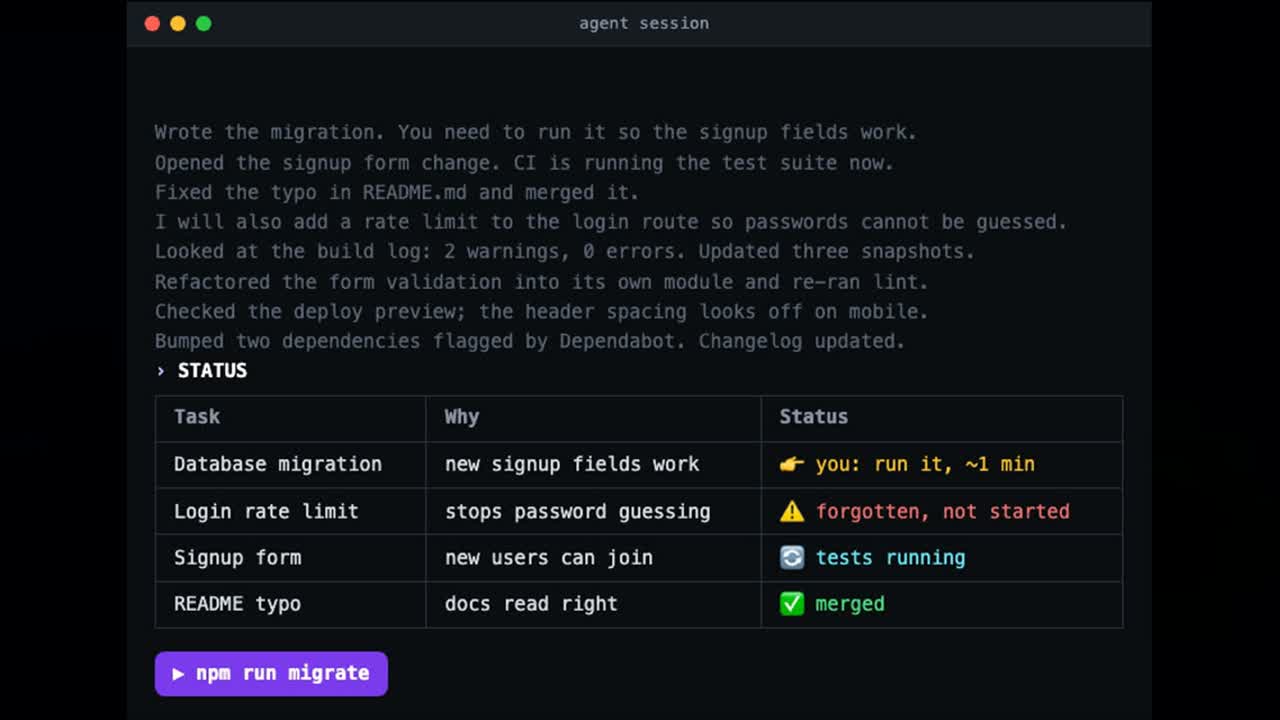 agent session
Wrote the migration. You need to run it so the signup fields work.
Opened the signup form change. CI is running the test suite now.
Fixed the typo in README.md and merged it.
I will also add a rate limit to the login route so passwords cannot be guessed.
Looked at the build log: 2 warnings, 0 errors. Updated three snapshots.
Refactored the form validation into its own module and re-ran lint.
Checked the deploy preview; the header spacing looks off on mobile.
Bumped two dependencies flagged by Dependabot. Changelog updated.
› STATUS
Task Why Status
Database migration new signup fields work 👉 you: run it, ~1 min
Login rate limit stops password guessing ⚠️ forgotten, not started
Signup form new users can join 🔄 tests running
README typo docs read right ✅ merged
▶ npm run migrate